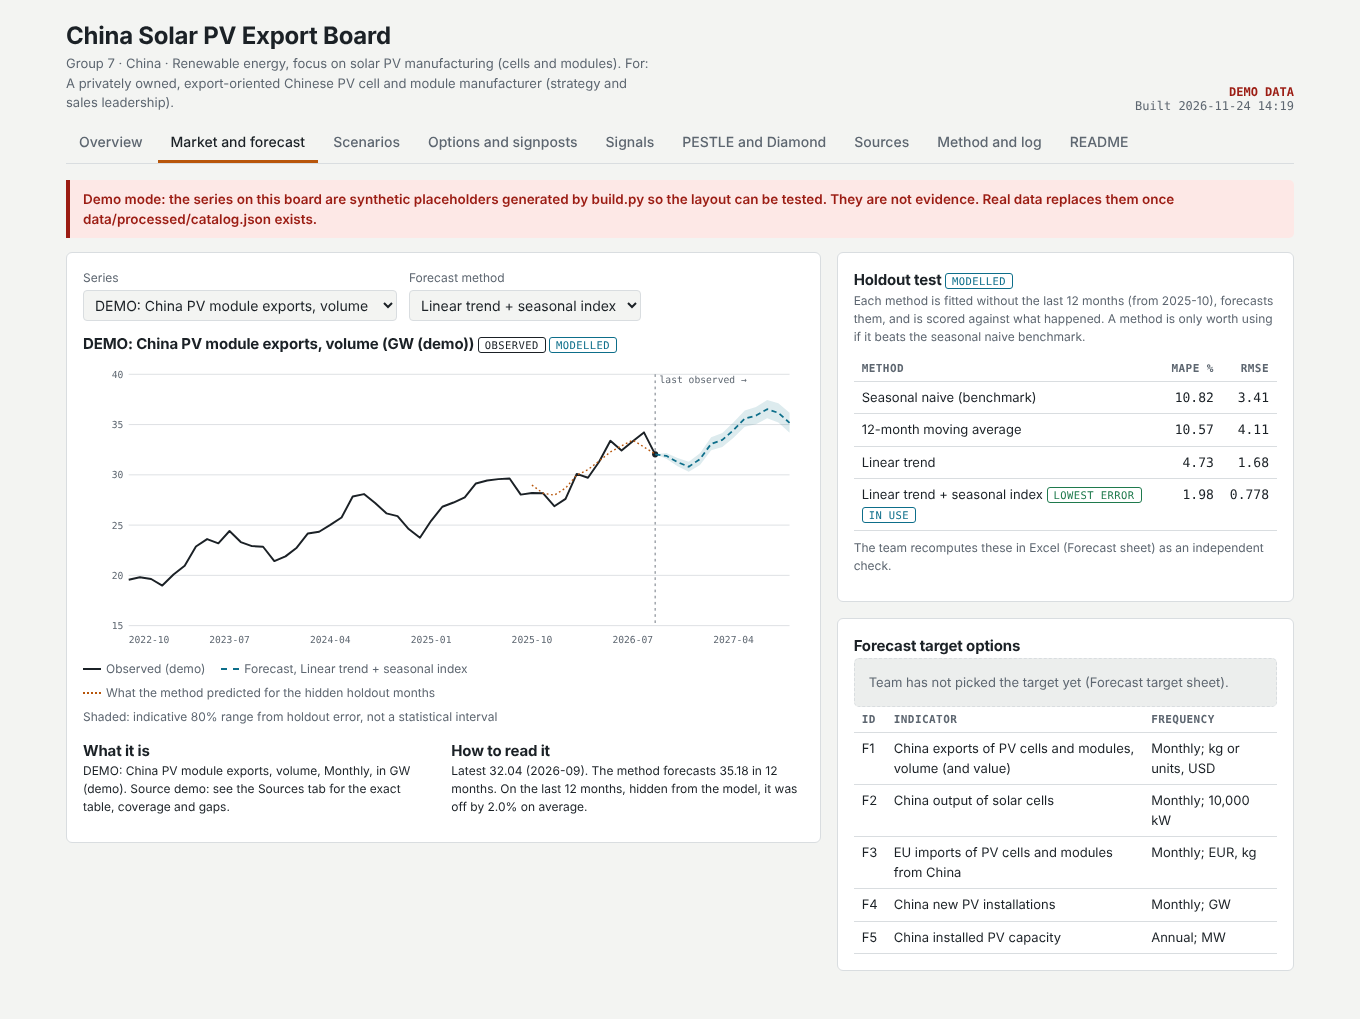 China Solar PV Export Board
Group 7 · China · Renewable energy, focus on solar PV manufacturing (cells and modules). For:
A privately owned, export-oriented Chinese PV cell and module manufacturer (strategy and
sales leadership).
DEMO DATA
Built 2026-11-24 14:19
Overview Market and forecast Scenarios Options and signposts Signals PESTLE and Diamond Sources Method and log README
Demo mode: the series on this board are synthetic placeholders generated by build.py so the layout can be tested. They are not evidence. Real data replaces them once
data/processed/catalog.json exists.
Series Forecast method
DEMO: China PV module exports, volume Linear trend + seasonal index
DEMO: China PV module exports, volume (GW (demo)) OBSERVED MODELLED
40
last observed →
35
30
25
20
15
2022-10 2023-07 2024-04 2025-01 2025-10 2026-07 2027-04
Observed (demo) Forecast, Linear trend + seasonal index
What the method predicted for the hidden holdout months
Shaded: indicative 80% range from holdout error, not a statistical interval
What it is
DEMO: China PV module exports, volume, Monthly, in GW
(demo). Source demo: see the Sources tab for the exact
table, coverage and gaps.
How to read it
Latest 32.04 (2026-09). The method forecasts 35.18 in 12
months. On the last 12 months, hidden from the model, it was
off by 2.0% on average.
Holdout test MODELLED
Each method is fitted without the last 12 months (from 2025-10), forecasts
them, and is scored against what happened. A method is only worth using
if it beats the seasonal naive benchmark.
METHOD MAPE % RMSE
Seasonal naive (benchmark) 10.82 3.41
12-month moving average 10.57 4.11
Linear trend 4.73 1.68
Linear trend + seasonal index LOWEST ERROR 1.98 0.778
IN USE
The team recomputes these in Excel (Forecast sheet) as an independent
check.
Forecast target options
Team has not picked the target yet (Forecast target sheet).
ID INDICATOR FREQUENCY
F1 China exports of PV cells and modules, Monthly; kg or
volume (and value) units, USD
F2 China output of solar cells Monthly; 10,000
kW
F3 EU imports of PV cells and modules Monthly; EUR, kg
from China
F4 China new PV installations Monthly; GW
F5 China installed PV capacity Annual; MW